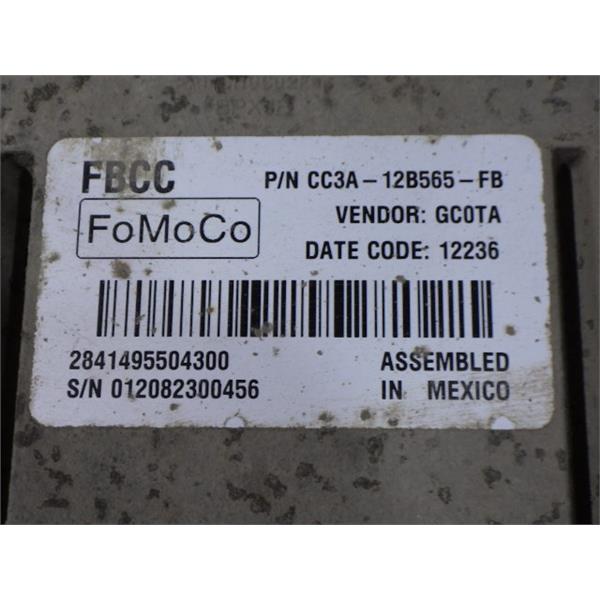 FBCC
P/N CC3A-12B565-FB
FoMoCo
VENDOR: GC0TA
DATE CODE: 12236
2841495504300
ASSEMBLED
S/N 012082300456
IN MEXICO